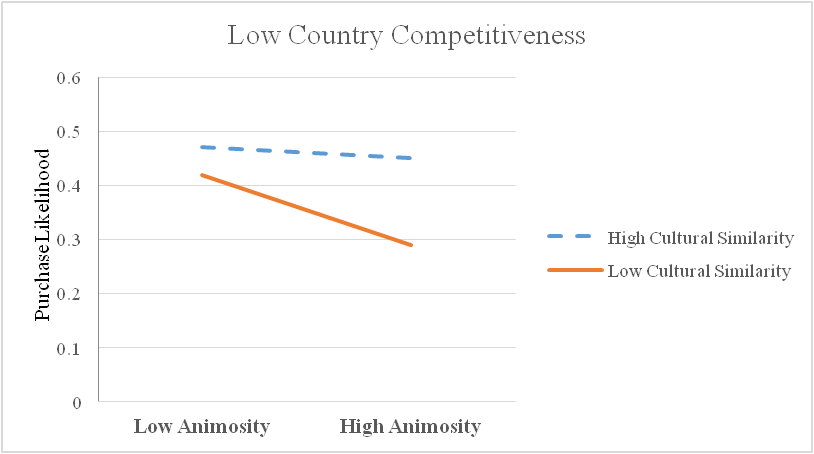 Low Country Competitiveness
Purchase Likelihood
0.6
0.5
0.4
0.3
0.2
0.1
0
Low Animosity
High Animosity
High Cultural Similarity
Low Cultural Similarity